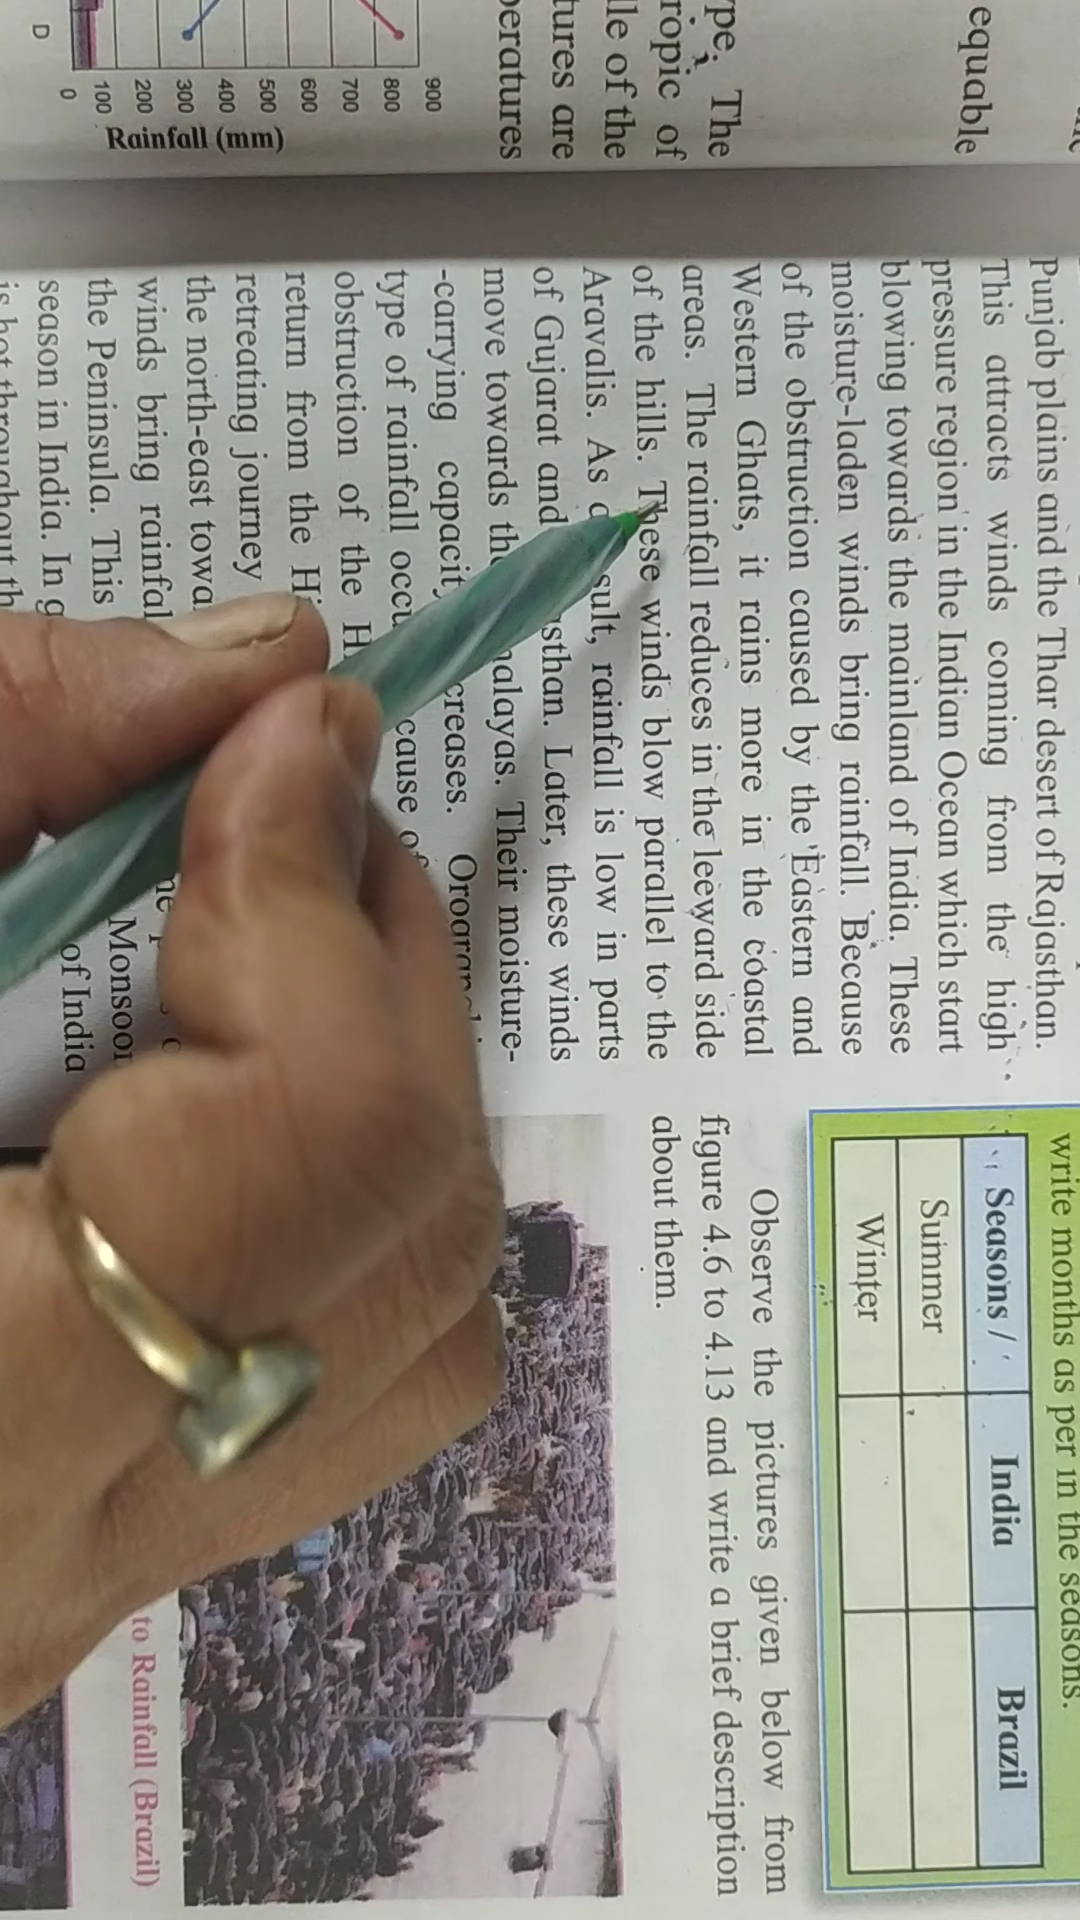 equable
ype. The
ropic of
lle of the
tures are
peratures
900
800
700
600
500
400
300
200
100
0
Rainfall (mm)
D
Punjab plains and the Thar desert of Rajasthan.
This attracts winds coming from the high
pressure region in the Indian Ocean which start
blowing towards the mainland of India. These
moisture-laden winds bring rainfall. Because
of the obstruction caused by the Eastern and
Western Ghats, it rains more in the coastal
areas. The rainfall reduces in the leeward side
of the hills. These winds blow parallel to the
Aravalis. As sult, rainfall is low in parts
of Gujarat and sthan. Later, these winds
move towards the alayas. Their moisture-
-carrying capacity creases.
type of rainfall occu cause of
obstruction of the H
return from the Hi
retreating journey
the north-east towa
winds bring rainfal
the Peninsula. This Monsoon
season in India. In g of India
is hot throughout th
write months as per in the seasons.
Seasons / India Brazil
Summer
Winter
Observe the pictures given below from
figure 4.6 to 4.13 and write a brief description
about them.
to Rainfall (Brazil)